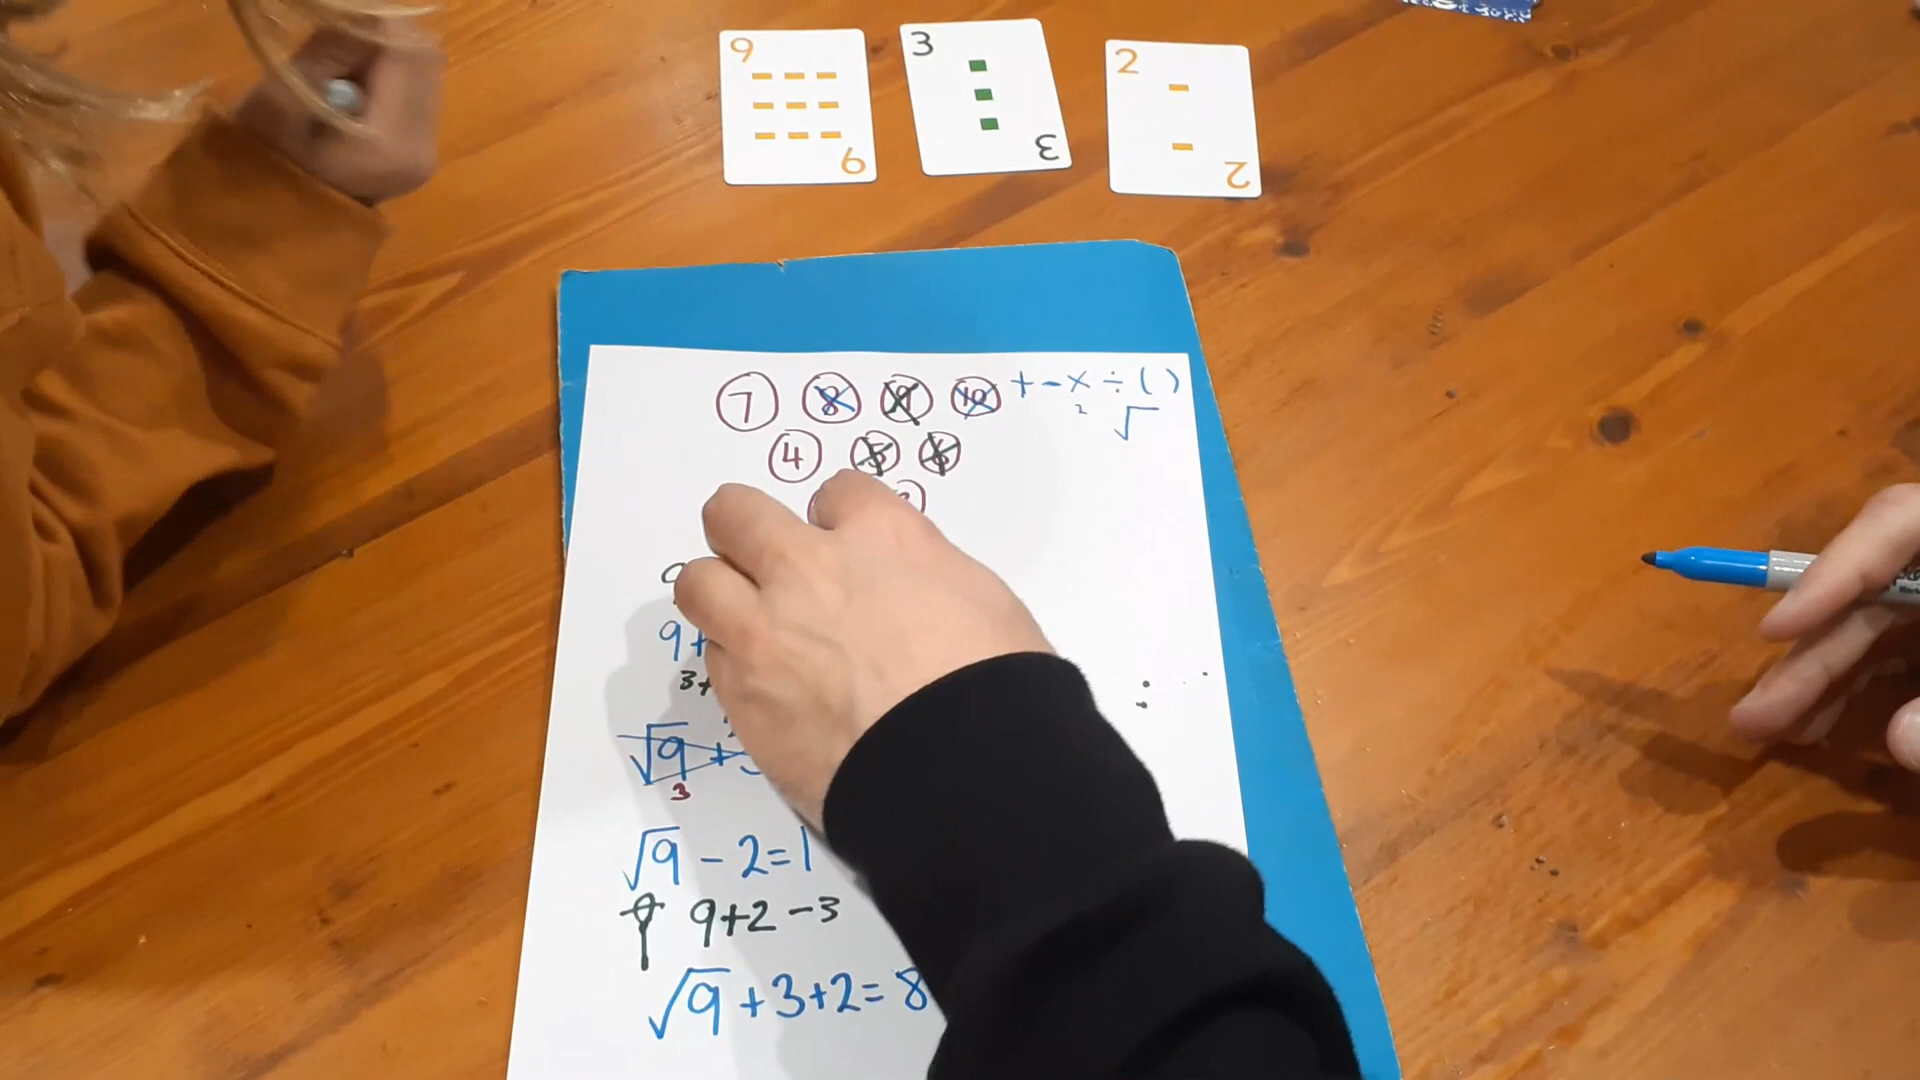 9 3 2
9 3 2
7 8 9 10 + - × ÷ ( )
2 √
4 5 6
9+
3+
√9 +
3
√9 - 2=1
9+2-3
√9 +3+2= 8